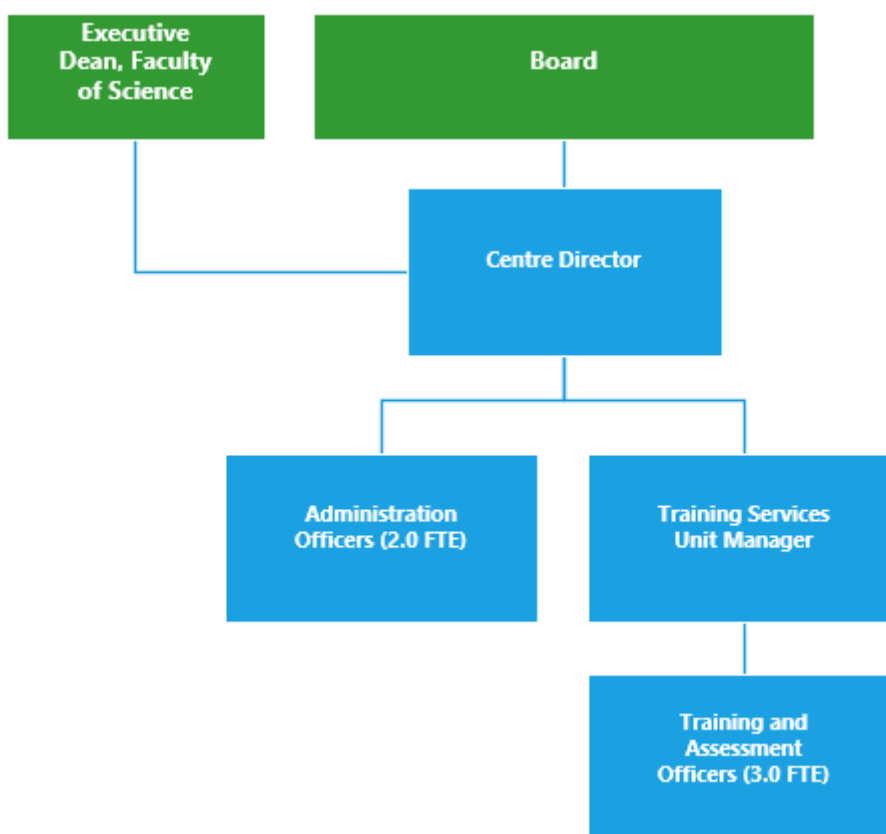 Executive
Dean, Faculty
of Science
Board
Centre Director
Administration
Officers (2.0 FTE)
Training Services
Unit Manager
Training and
Assessment
Officers (3.0 FTE)